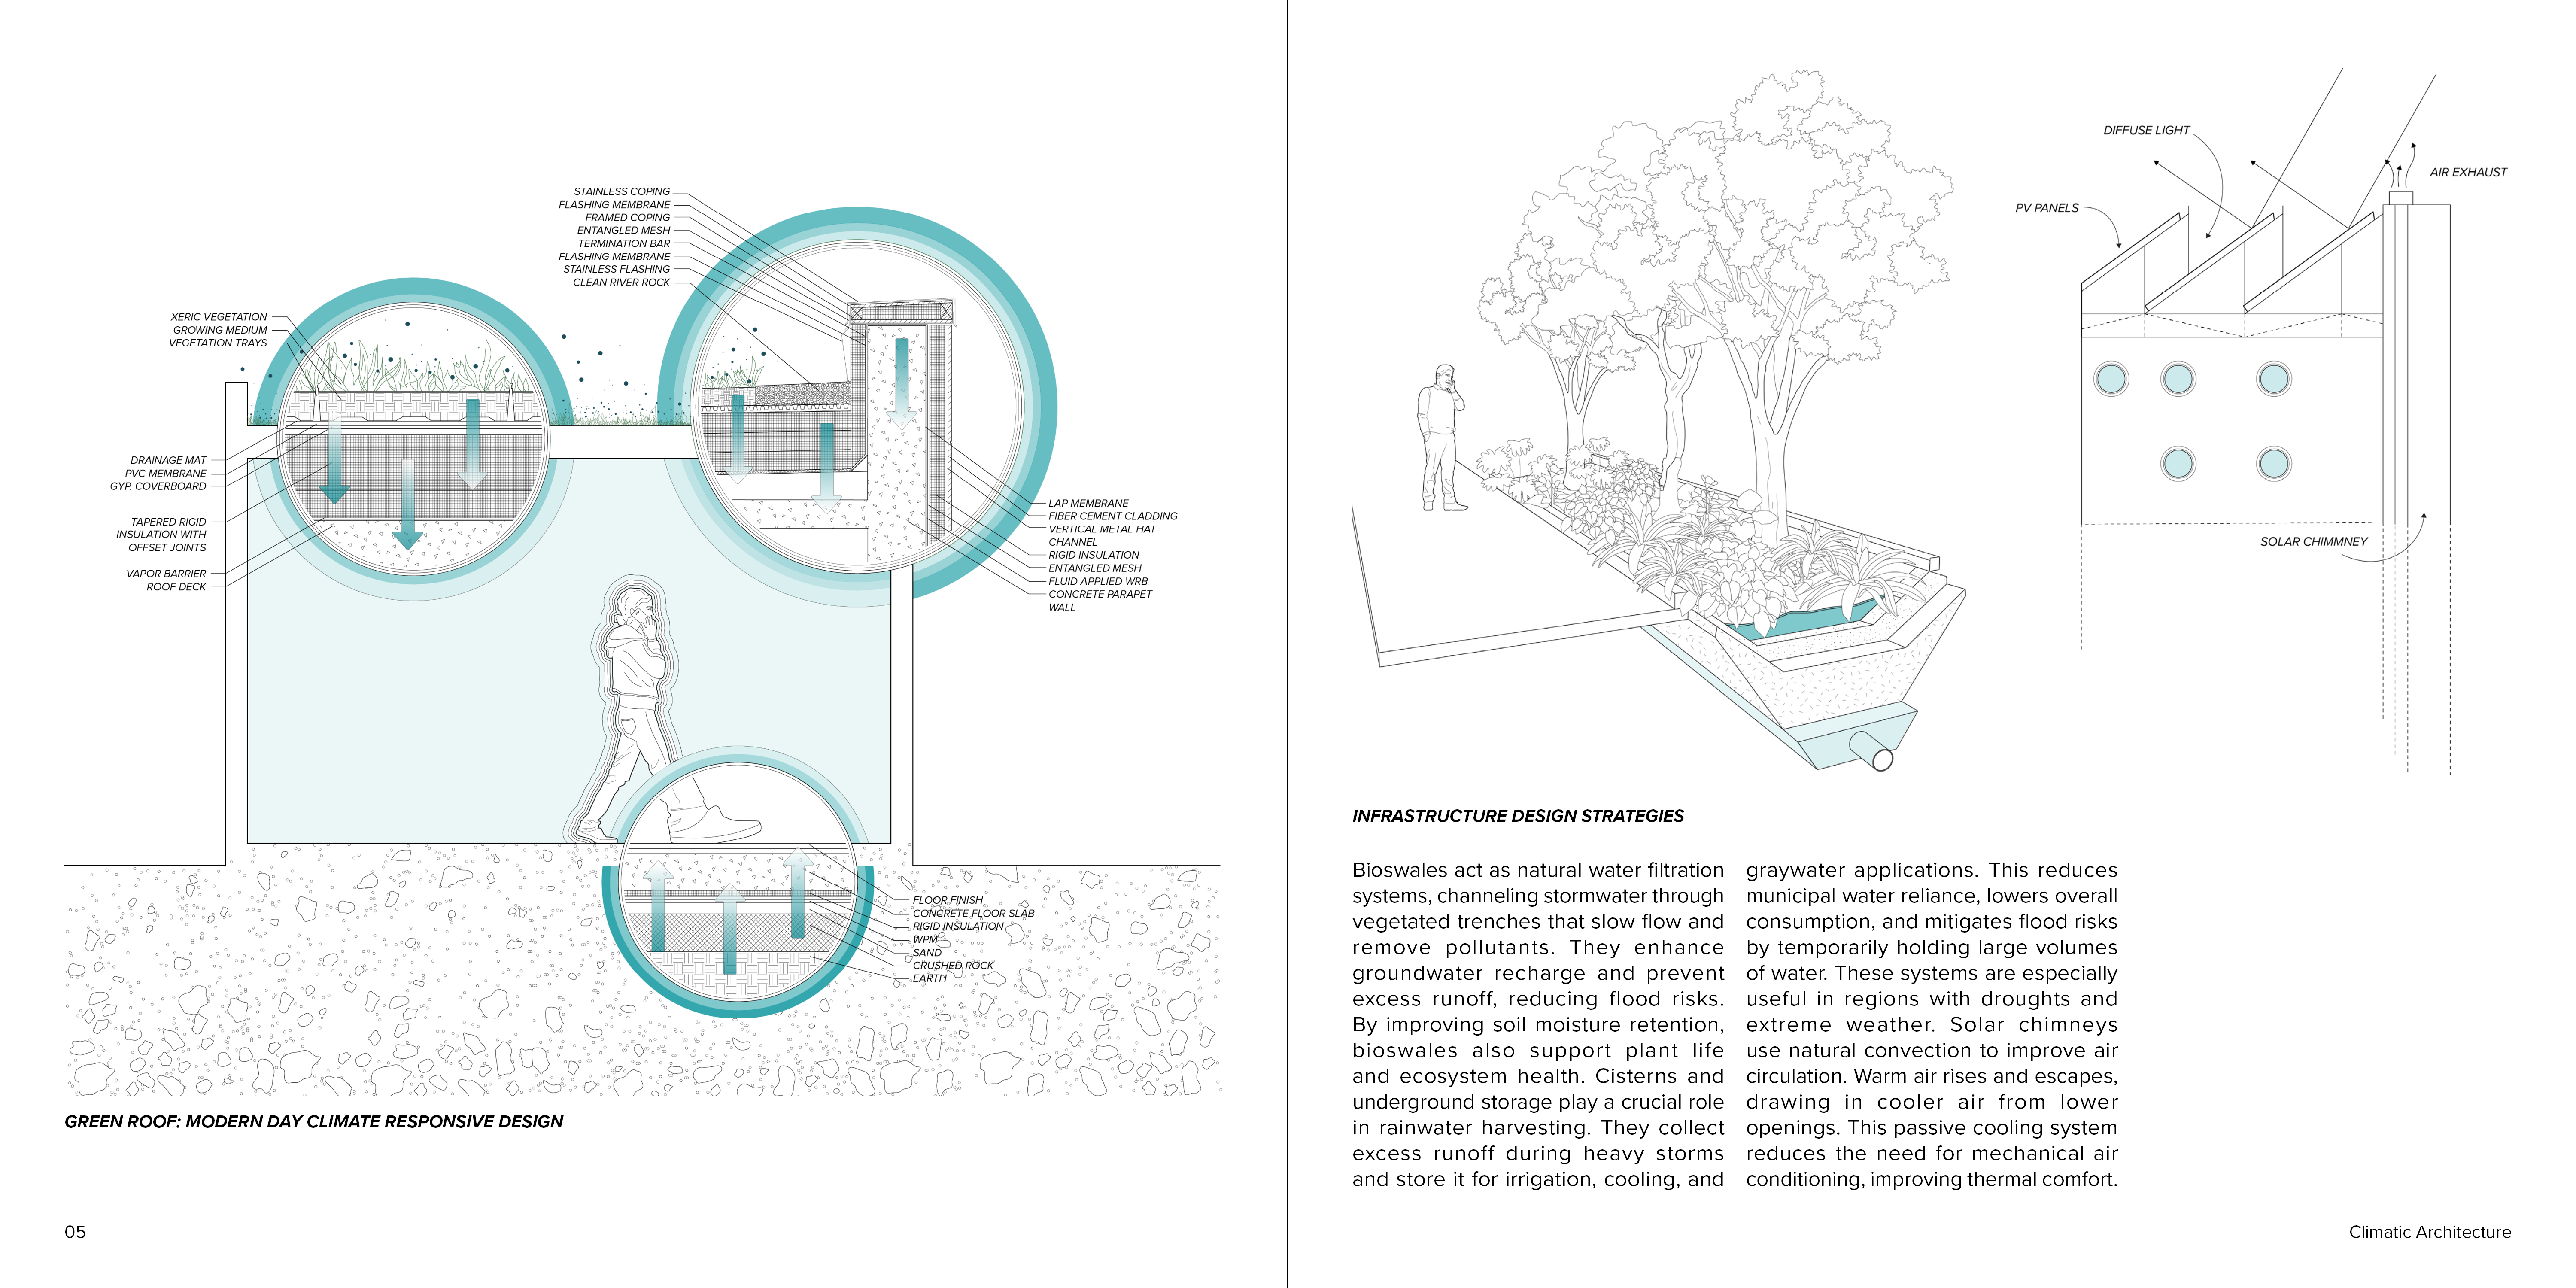 STAINLESS COPING
FLASHING MEMBRANE
FRAMED COPING
ENTANGLED MESH
TERMINATION BAR
FLASHING MEMBRANE
STAINLESS FLASHING
CLEAN RIVER ROCK
XERIC VEGETATION
GROWING MEDIUM
VEGETATION TRAYS
DRAINAGE MAT
PVC MEMBRANE
GYP. COVERBOARD
TAPERED RIGID
INSULATION WITH
OFFSET JOINTS
VAPOR BARRIER
ROOF DECK
LAP MEMBRANE
FIBER CEMENT CLADDING
VERTICAL METAL HAT
CHANNEL
RIGID INSULATION
ENTANGLED MESH
FLUID APPLIED WRB
CONCRETE PARAPET
WALL
FLOOR FINISH
CONCRETE FLOOR SLAB
RIGID INSULATION
WPM
SAND
CRUSHED ROCK
EARTH
GREEN ROOF: MODERN DAY CLIMATE RESPONSIVE DESIGN
05
DIFFUSE LIGHT
AIR EXHAUST
PV PANELS
SOLAR CHIMMNEY
INFRASTRUCTURE DESIGN STRATEGIES
Bioswales act as natural water filtration
systems, channeling stormwater through
vegetated trenches that slow flow and
remove pollutants. They enhance
groundwater recharge and prevent
excess runoff, reducing flood risks.
By improving soil moisture retention,
bioswales also support plant life
and ecosystem health. Cisterns and
underground storage play a crucial role
in rainwater harvesting. They collect
excess runoff during heavy storms
and store it for irrigation, cooling, and
graywater applications. This reduces
municipal water reliance, lowers overall
consumption, and mitigates flood risks
by temporarily holding large volumes
of water. These systems are especially
useful in regions with droughts and
extreme weather. Solar chimneys
use natural convection to improve air
circulation. Warm air rises and escapes,
drawing in cooler air from lower
openings. This passive cooling system
reduces the need for mechanical air
conditioning, improving thermal comfort.
Climatic Architecture